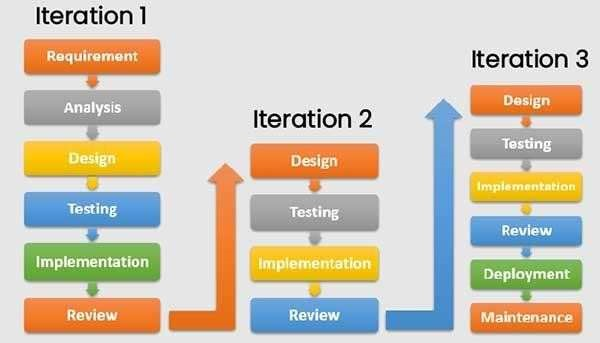 Iteration 1
Requirement
Analysis
Design
Testing
Implementation
Review
Iteration 2
Design
Testing
Implementation
Review
Iteration 3
Design
Testing
Implementation
Review
Deployment
Maintenance